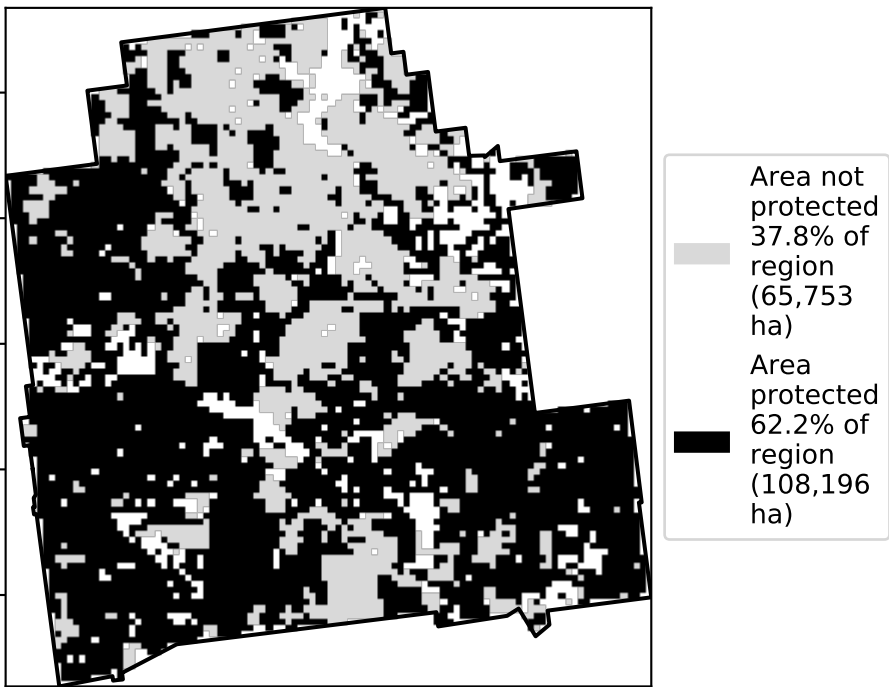 Area not
protected
37.8% of
region
(65,753
ha)
Area
protected
62.2% of
region
(108,196
ha)